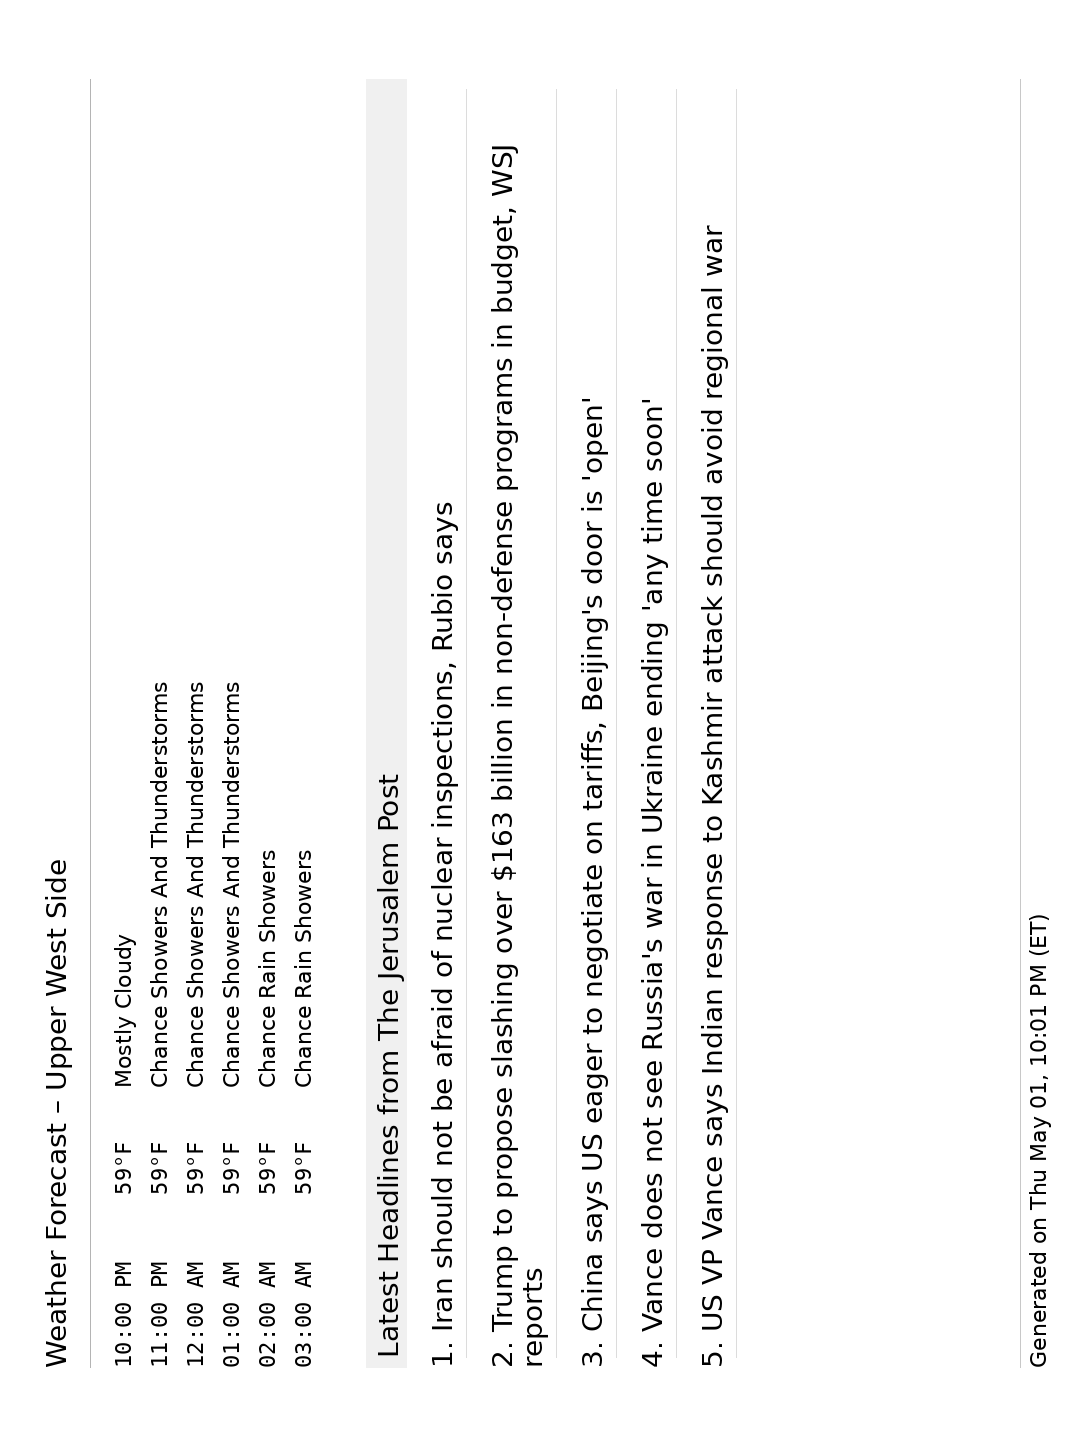 Weather Forecast – Upper West Side
10:00 PM 59°F Mostly Cloudy
11:00 PM 59°F Chance Showers And Thunderstorms
12:00 AM 59°F Chance Showers And Thunderstorms
01:00 AM 59°F Chance Showers And Thunderstorms
02:00 AM 59°F Chance Rain Showers
03:00 AM 59°F Chance Rain Showers
Latest Headlines from The Jerusalem Post
1. Iran should not be afraid of nuclear inspections, Rubio says
2. Trump to propose slashing over $163 billion in non-defense programs in budget, WSJ
reports
3. China says US eager to negotiate on tariffs, Beijing's door is 'open'
4. Vance does not see Russia's war in Ukraine ending 'any time soon'
5. US VP Vance says Indian response to Kashmir attack should avoid regional war
Generated on Thu May 01, 10:01 PM (ET)